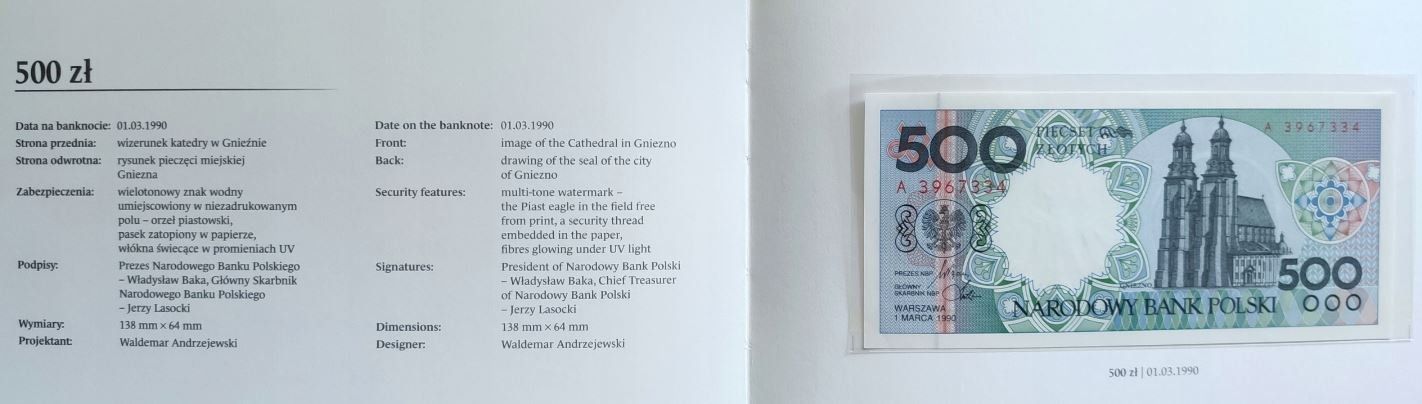 500 zł
Data na banknocie: 01.03.1990
Strona przednia: wizerunek katedry w Gnieźnie
Strona odwrotna: rysunek pieczęci miejskiej
Gniezna
Zabezpieczenia: wielotonowy znak wodny
umiejscowiony w niezadrukowanym
polu – orzeł piastowski,
pasek zatopiony w papierze,
włókna świecące w promieniach UV
Podpisy: Prezes Narodowego Banku Polskiego
– Władysław Baka, Główny Skarbnik
Narodowego Banku Polskiego
– Jerzy Lasocki
Wymiary: 138 mm × 64 mm
Projektant: Waldemar Andrzejewski
Date on the banknote: 01.03.1990
Front: image of the Cathedral in Gniezno
Back: drawing of the seal of the city
of Gniezno
Security features: multi-tone watermark –
the Piast eagle in the field free
from print, a security thread
embedded in the paper,
fibres glowing under UV light
Signatures: President of Narodowy Bank Polski
– Władysław Baka, Chief Treasurer
of Narodowy Bank Polski
– Jerzy Lasocki
Dimensions: 138 mm × 64 mm
Designer: Waldemar Andrzejewski
500
PIĘĆSET
ZŁOTYCH
A 3967334
A 3967334
PREZES NBP
GŁÓWNY
SKARBNIK NBP
WARSZAWA
1 MARCA 1990
GNIEZNO
NARODOWY BANK POLSKI
500
500 zł | 01.03.1990